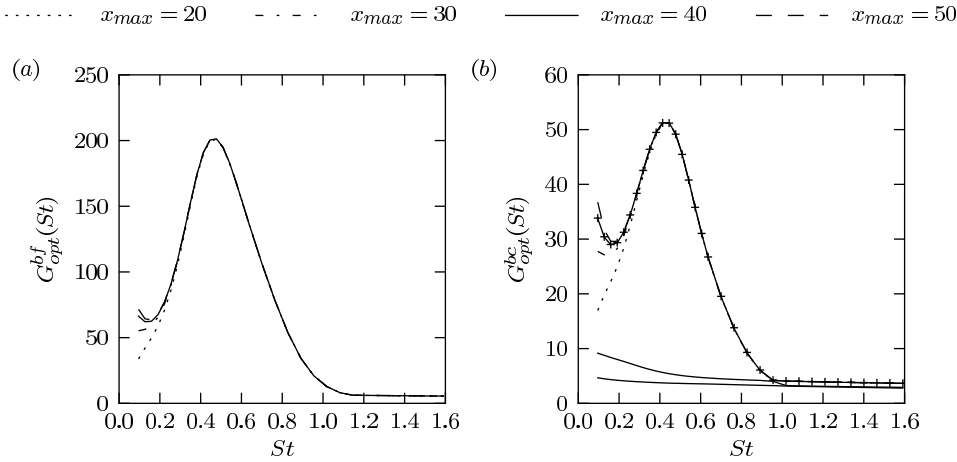 x_max = 20 x_max = 30 x_max = 40 x_max = 50
(a) (b)
250
200
150
100
50
0
G^bf_opt(St)
0.0 0.2 0.4 0.6 0.8 1.0 1.2 1.4 1.6
St
60
50
40
30
20
10
0
G^bc_opt(St)
0.0 0.2 0.4 0.6 0.8 1.0 1.2 1.4 1.6
St